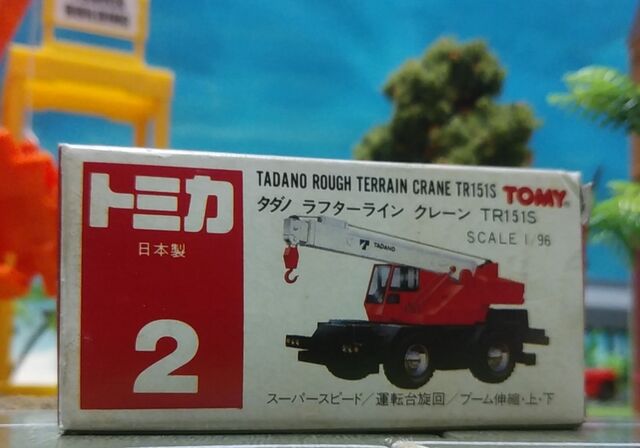 BUILDING
トミカ
日本製
2
TADANO ROUGH TERRAIN CRANE TR151S TOMY
タダノ ラフターライン クレーン TR151S
SCALE 1/96
TADANO
スーパースピード/運転台旋回/ブーム伸縮・上・下